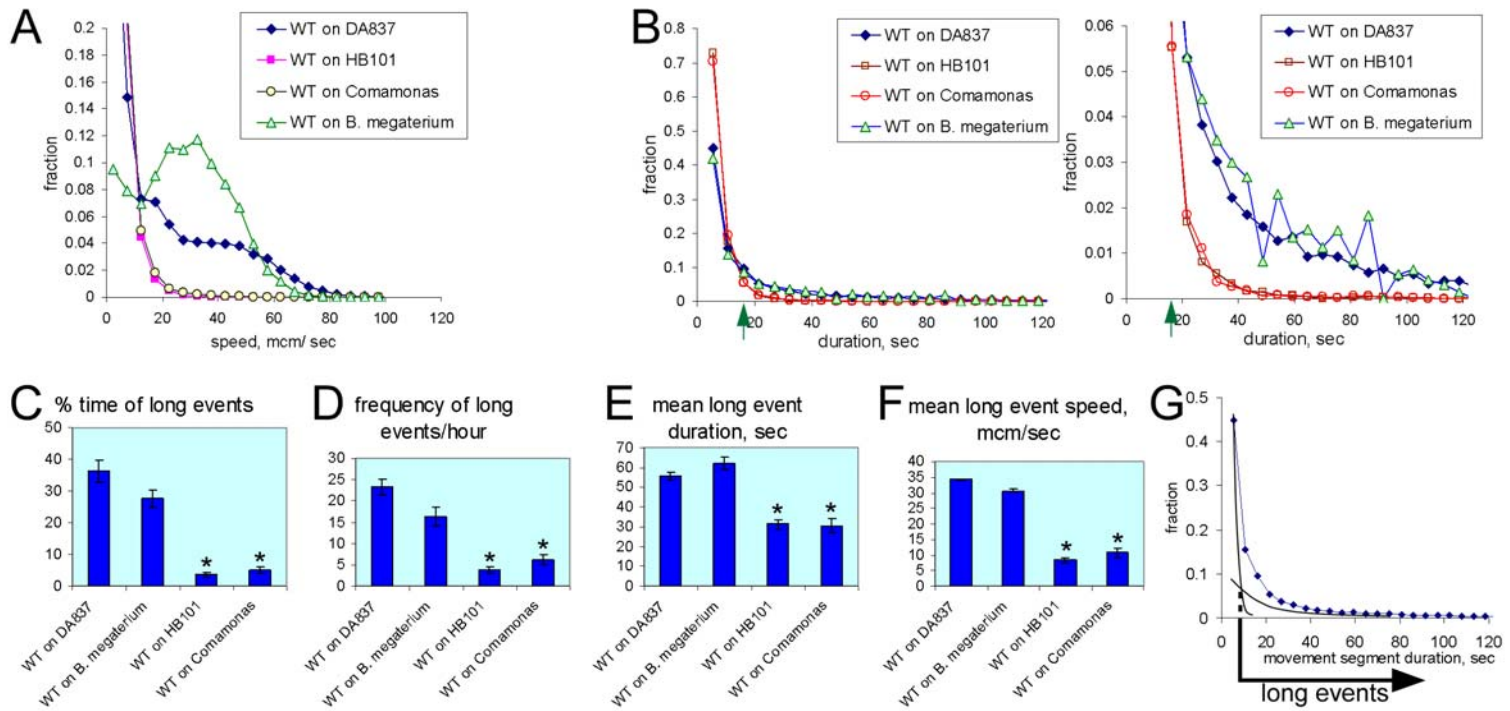 A
WT on DA837
WT on HB101
WT on Comamonas
WT on B. megaterium
fraction
0.2
0.18
0.16
0.14
0.12
0.1
0.08
0.06
0.04
0.02
0
0 20 40 60 80 100 120
speed, mcm/ sec
B
WT on DA837
WT on HB101
WT on Comamonas
WT on B. megaterium
fraction
0.8
0.7
0.6
0.5
0.4
0.3
0.2
0.1
0
0 20 40 60 80 100 120
duration, sec
WT on DA837
WT on HB101
WT on Comamonas
WT on B. megaterium
fraction
0.06
0.05
0.04
0.03
0.02
0.01
0
0 20 40 60 80 100 120
duration, sec
C % time of long events
50
40
30
20
10
0
* *
WT on DA837
WT on B. megaterium
WT on HB101
WT on Comamonas
D frequency of long
events/hour
30
25
20
15
10
5
0
* *
WT on DA837
WT on B. megaterium
WT on HB101
WT on Comamonas
E mean long event
duration, sec
70
60
50
40
30
20
10
0
* *
WT on DA837
WT on B. megaterium
WT on HB101
WT on Comamonas
F mean long event speed,
mcm/sec
40
35
30
25
20
15
10
5
0
* *
WT on DA837
WT on B. megaterium
WT on HB101
WT on Comamonas
G
fraction
0.5
0.4
0.3
0.2
0.1
0
0 20 40 60 80 100 120
movement segment duration, sec
long events